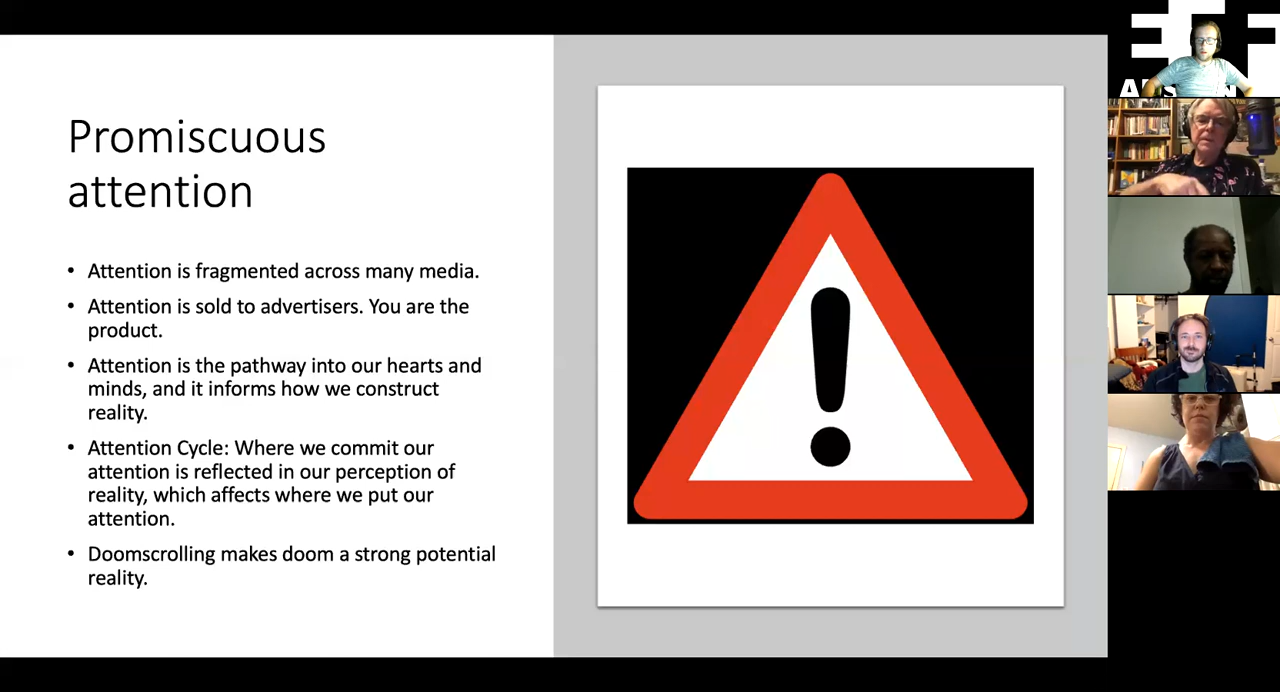 Promiscuous
attention
• Attention is fragmented across many media.
• Attention is sold to advertisers. You are the
product.
• Attention is the pathway into our hearts and
minds, and it informs how we construct
reality.
• Attention Cycle: Where we commit our
attention is reflected in our perception of
reality, which affects where we put our
attention.
• Doomscrolling makes doom a strong potential
reality.